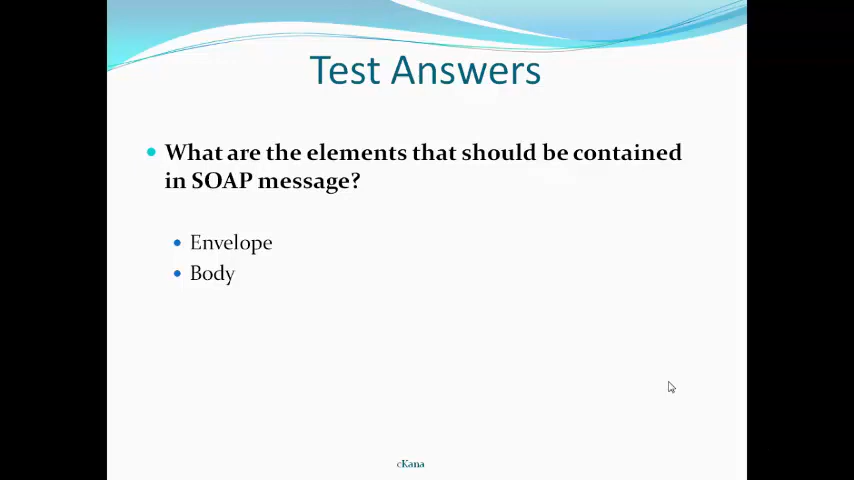 Test Answers
What are the elements that should be contained
in SOAP message?
Envelope
Body
cKana